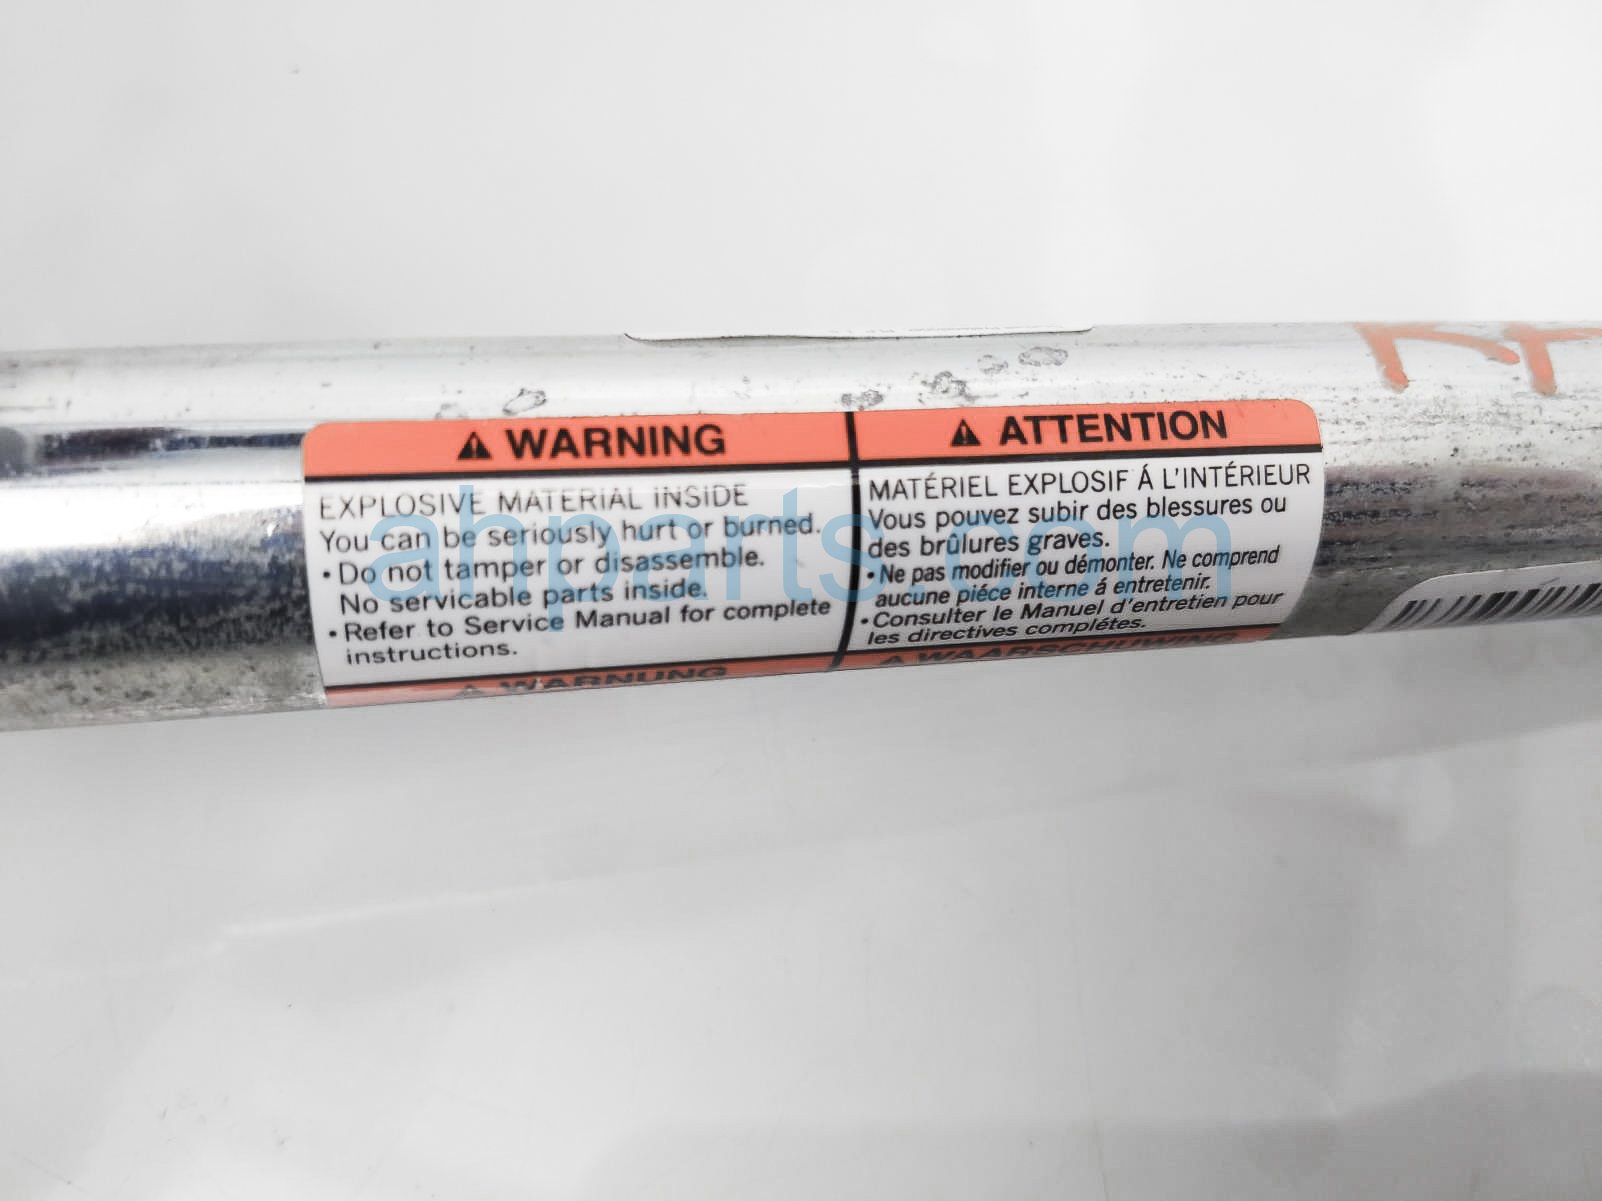 WARNING
EXPLOSIVE MATERIAL INSIDE
You can be seriously hurt or burned.
• Do not tamper or disassemble.
No servicable parts inside.
• Refer to Service Manual for complete
instructions.
ATTENTION
MATÉRIEL EXPLOSIF Á L'INTÉRIEUR
Vous pouvez subir des blessures ou
des brûlures graves.
• Ne pas modifier ou démonter. Ne comprend
aucune piéce interne á entretenir.
• Consulter le Manuel d'entretien pour
les directives complétes.
WARNUNG
WAARSCHUWING
ahparts.com